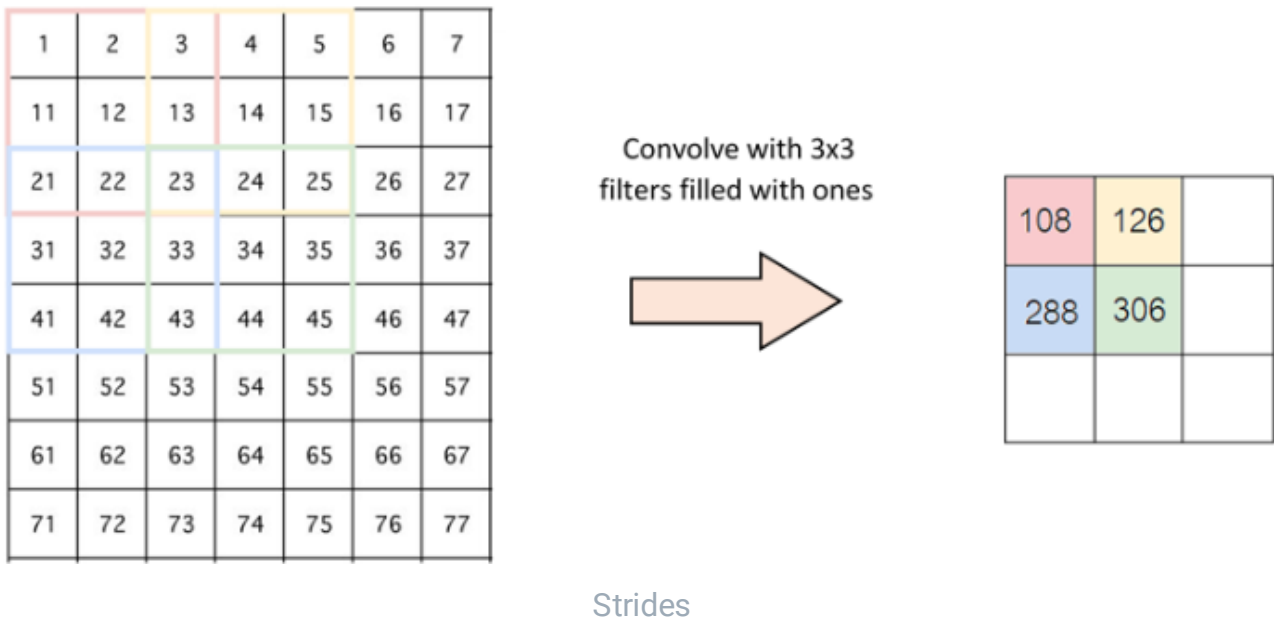 1 2 3 4 5 6 7
11 12 13 14 15 16 17
21 22 23 24 25 26 27
31 32 33 34 35 36 37
41 42 43 44 45 46 47
51 52 53 54 55 56 57
61 62 63 64 65 66 67
71 72 73 74 75 76 77
Convolve with 3x3
filters filled with ones
108 126
288 306
Strides